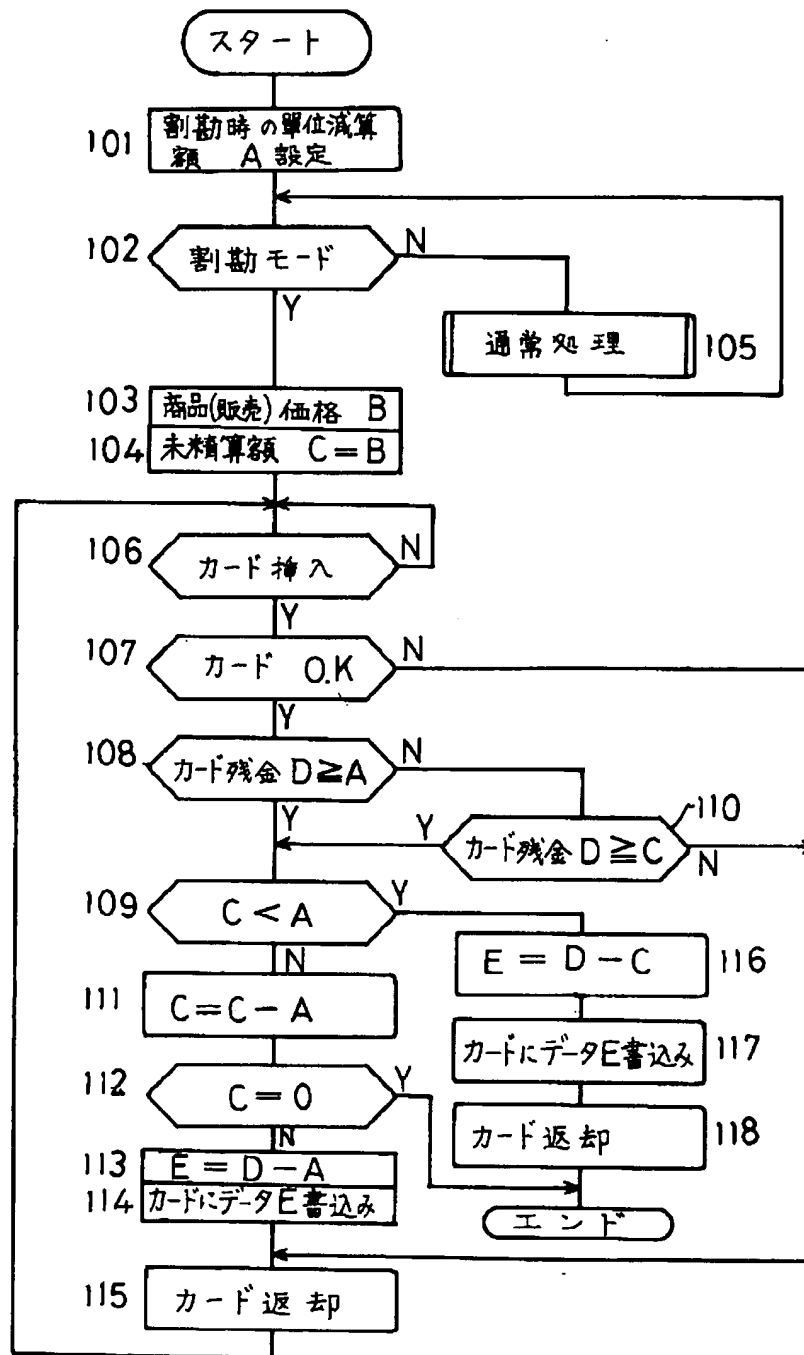 スタート
101
割勘時の單位減算
額 A 設定
102
割勘モード
N
Y
通常処理
105
103
商品(販売)価格 B
104
未精算額 C=B
106
カード挿入
N
Y
107
カード O.K
N
Y
108
カード残金 D≧A
N
Y
110
カード残金 D≧C
Y
N
109
C<A
Y
N
116
E=D-C
111
C=C-A
117
カードにデータE書込み
112
C=0
Y
N
118
カード返却
113
E=D-A
114
カードにデータE書込み
エンド
115
カード返却